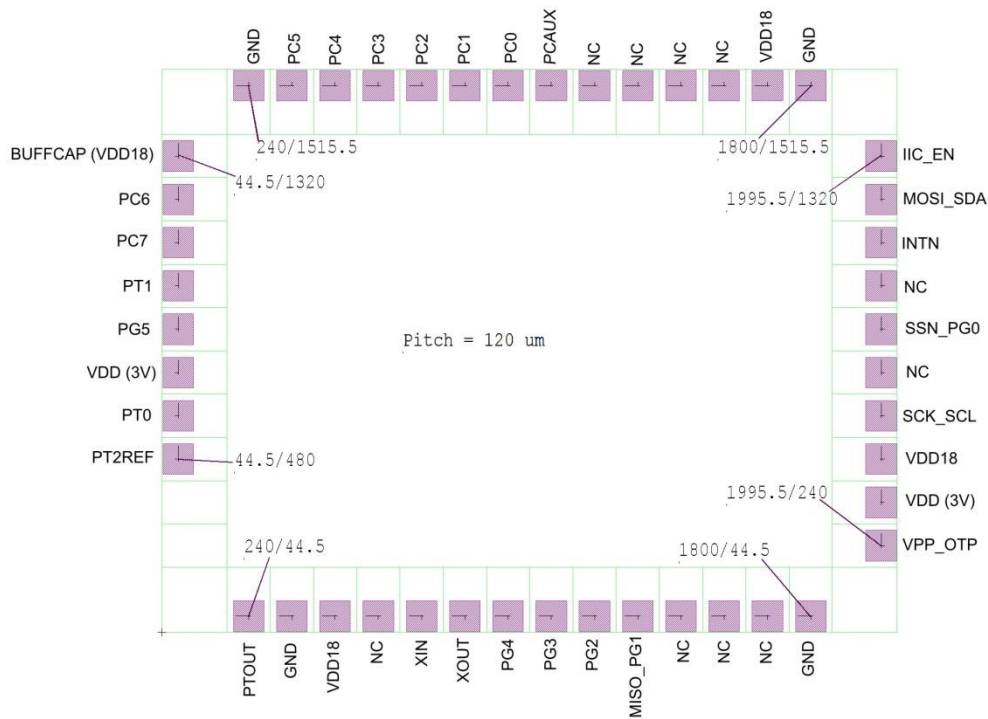 GND
PC5
PC4
PC3
PC2
PC1
PC0
PCAUX
NC
NC
NC
NC
VDD18
GND
240/1515.5
1800/1515.5
BUFFCAP (VDD18)
44.5/1320
1995.5/1320
IIC_EN
PC6
MOSI_SDA
PC7
INTN
PT1
NC
PG5
Pitch = 120 um
SSN_PG0
VDD (3V)
NC
PT0
SCK_SCL
PT2REF
44.5/480
VDD18
1995.5/240
VDD (3V)
240/44.5
1800/44.5
VPP_OTP
PTOUT
GND
VDD18
NC
XIN
XOUT
PG4
PG3
PG2
MISO_PG1
NC
NC
NC
GND